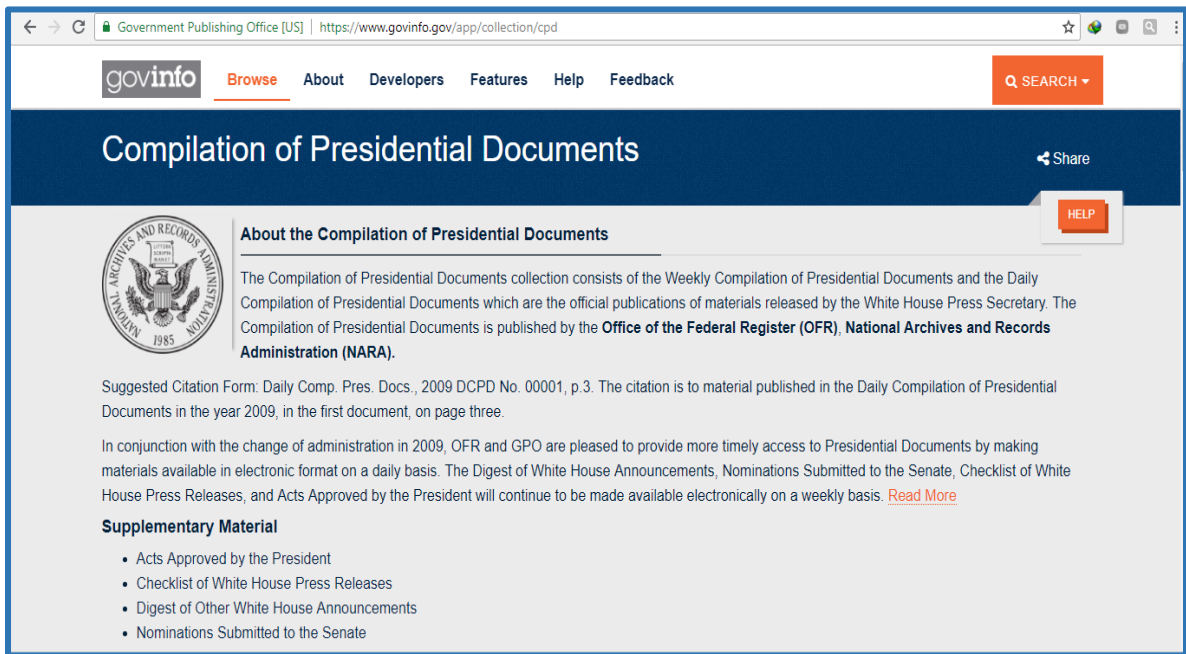 Government Publishing Office [US] | https://www.govinfo.gov/app/collection/cpd
govinfo Browse About Developers Features Help Feedback SEARCH
Compilation of Presidential Documents
Share
HELP
NATIONAL ARCHIVES AND RECORDS ADMINISTRATION
LITTERA
SCRIPTA
MANET
1985
About the Compilation of Presidential Documents
The Compilation of Presidential Documents collection consists of the Weekly Compilation of Presidential Documents and the Daily
Compilation of Presidential Documents which are the official publications of materials released by the White House Press Secretary. The
Compilation of Presidential Documents is published by the Office of the Federal Register (OFR), National Archives and Records
Administration (NARA).
Suggested Citation Form: Daily Comp. Pres. Docs., 2009 DCPD No. 00001, p.3. The citation is to material published in the Daily Compilation of Presidential
Documents in the year 2009, in the first document, on page three.
In conjunction with the change of administration in 2009, OFR and GPO are pleased to provide more timely access to Presidential Documents by making
materials available in electronic format on a daily basis. The Digest of White House Announcements, Nominations Submitted to the Senate, Checklist of White
House Press Releases, and Acts Approved by the President will continue to be made available electronically on a weekly basis. Read More
Supplementary Material
• Acts Approved by the President
• Checklist of White House Press Releases
• Digest of Other White House Announcements
• Nominations Submitted to the Senate